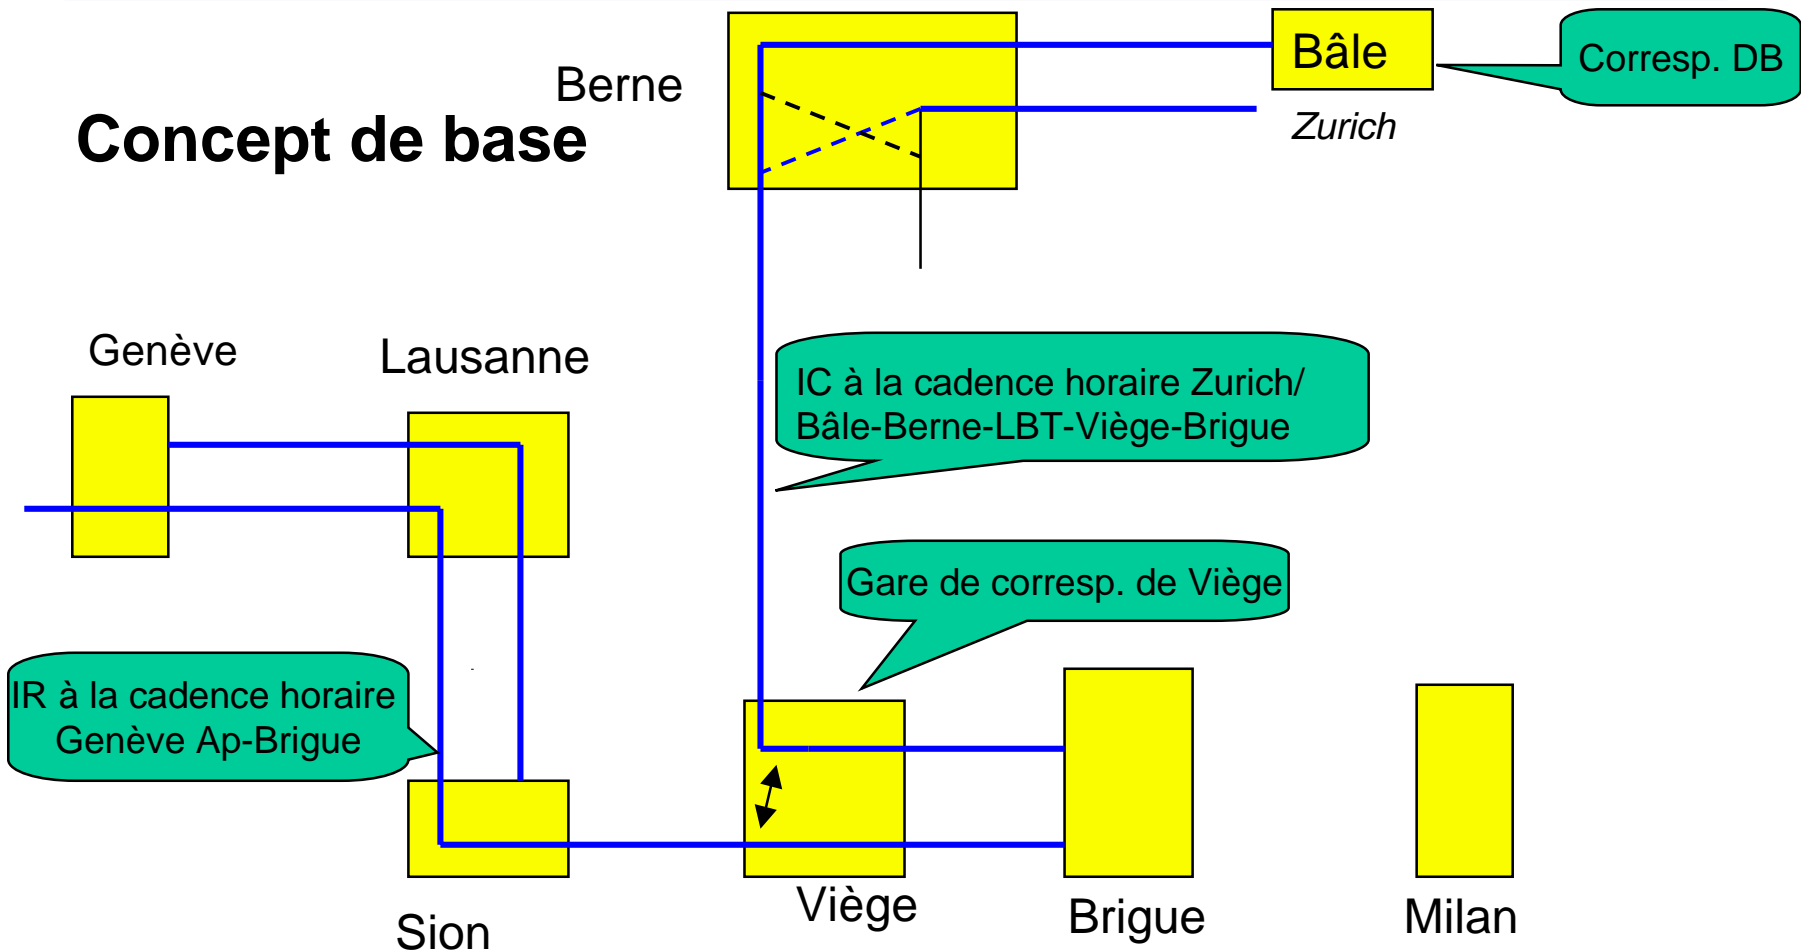 Concept de base
Berne
Bâle
Corresp. DB
Zurich
Genève
Lausanne
IC à la cadence horaire Zurich/
Bâle-Berne-LBT-Viège-Brigue
Gare de corresp. de Viège
IR à la cadence horaire
Genève Ap-Brigue
Sion
Viège
Brigue
Milan